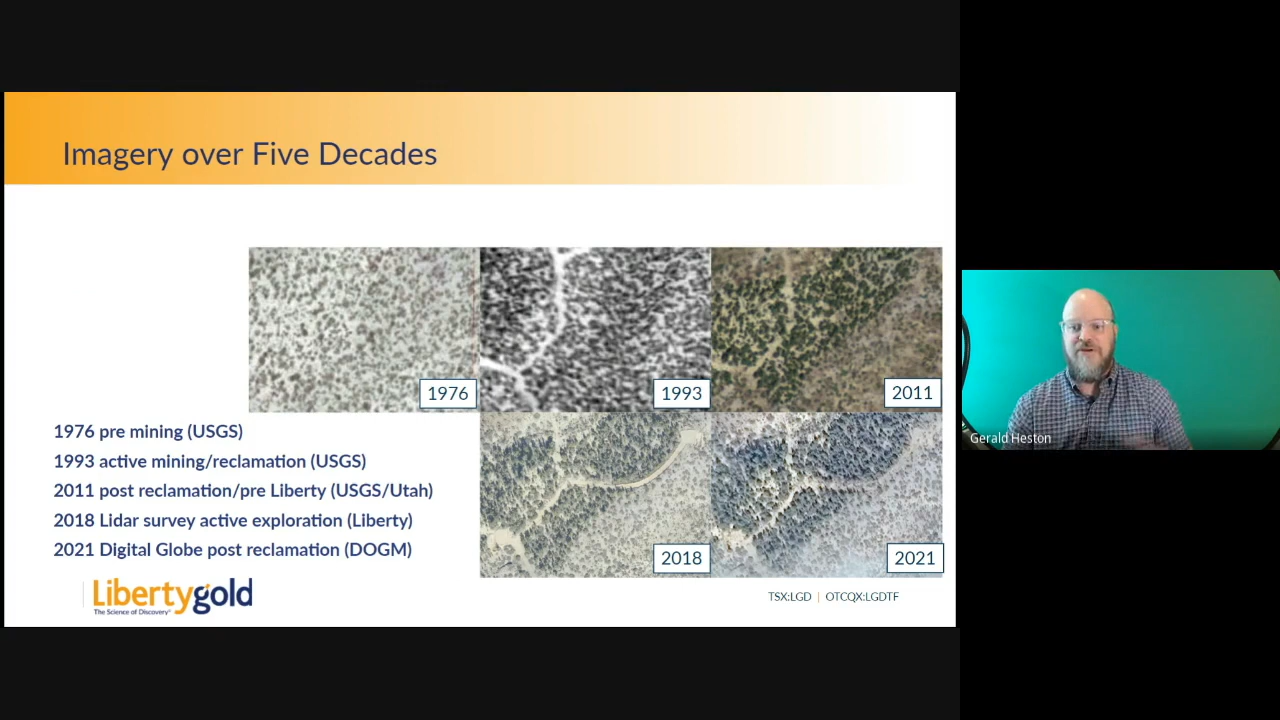 Imagery over Five Decades
1976
1993
2011
1976 pre mining (USGS)
1993 active mining/reclamation (USGS)
2011 post reclamation/pre Liberty (USGS/Utah)
2018 Lidar survey active exploration (Liberty)
2021 Digital Globe post reclamation (DOGM)
2018
2021
Libertygold
The Science of Discovery®
TSX:LGD | OTCQX:LGDTF
Gerald Heston